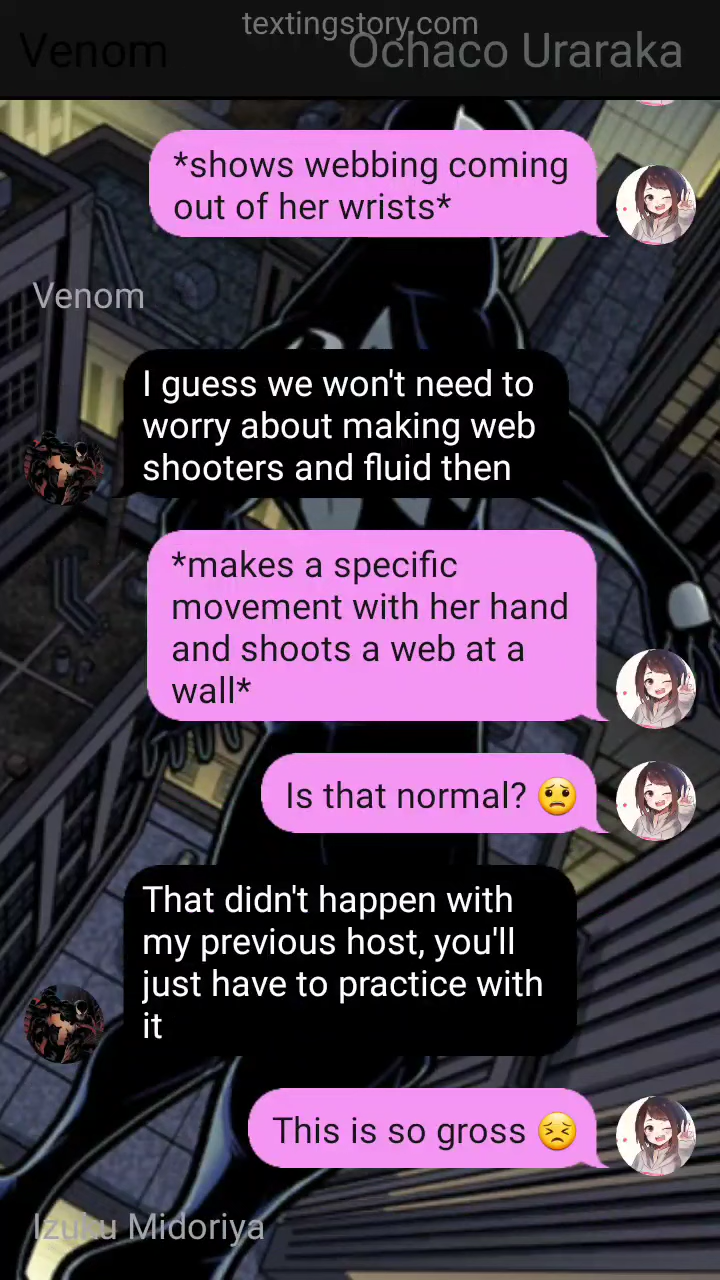 textingstory.com
Venom
Ochaco Uraraka
*shows webbing coming
out of her wrists*
Venom
I guess we won't need to
worry about making web
shooters and fluid then
*makes a specific
movement with her hand
and shoots a web at a
wall*
Is that normal? 😟
That didn't happen with
my previous host, you'll
just have to practice with
it
This is so gross 😣
Izuku Midoriya